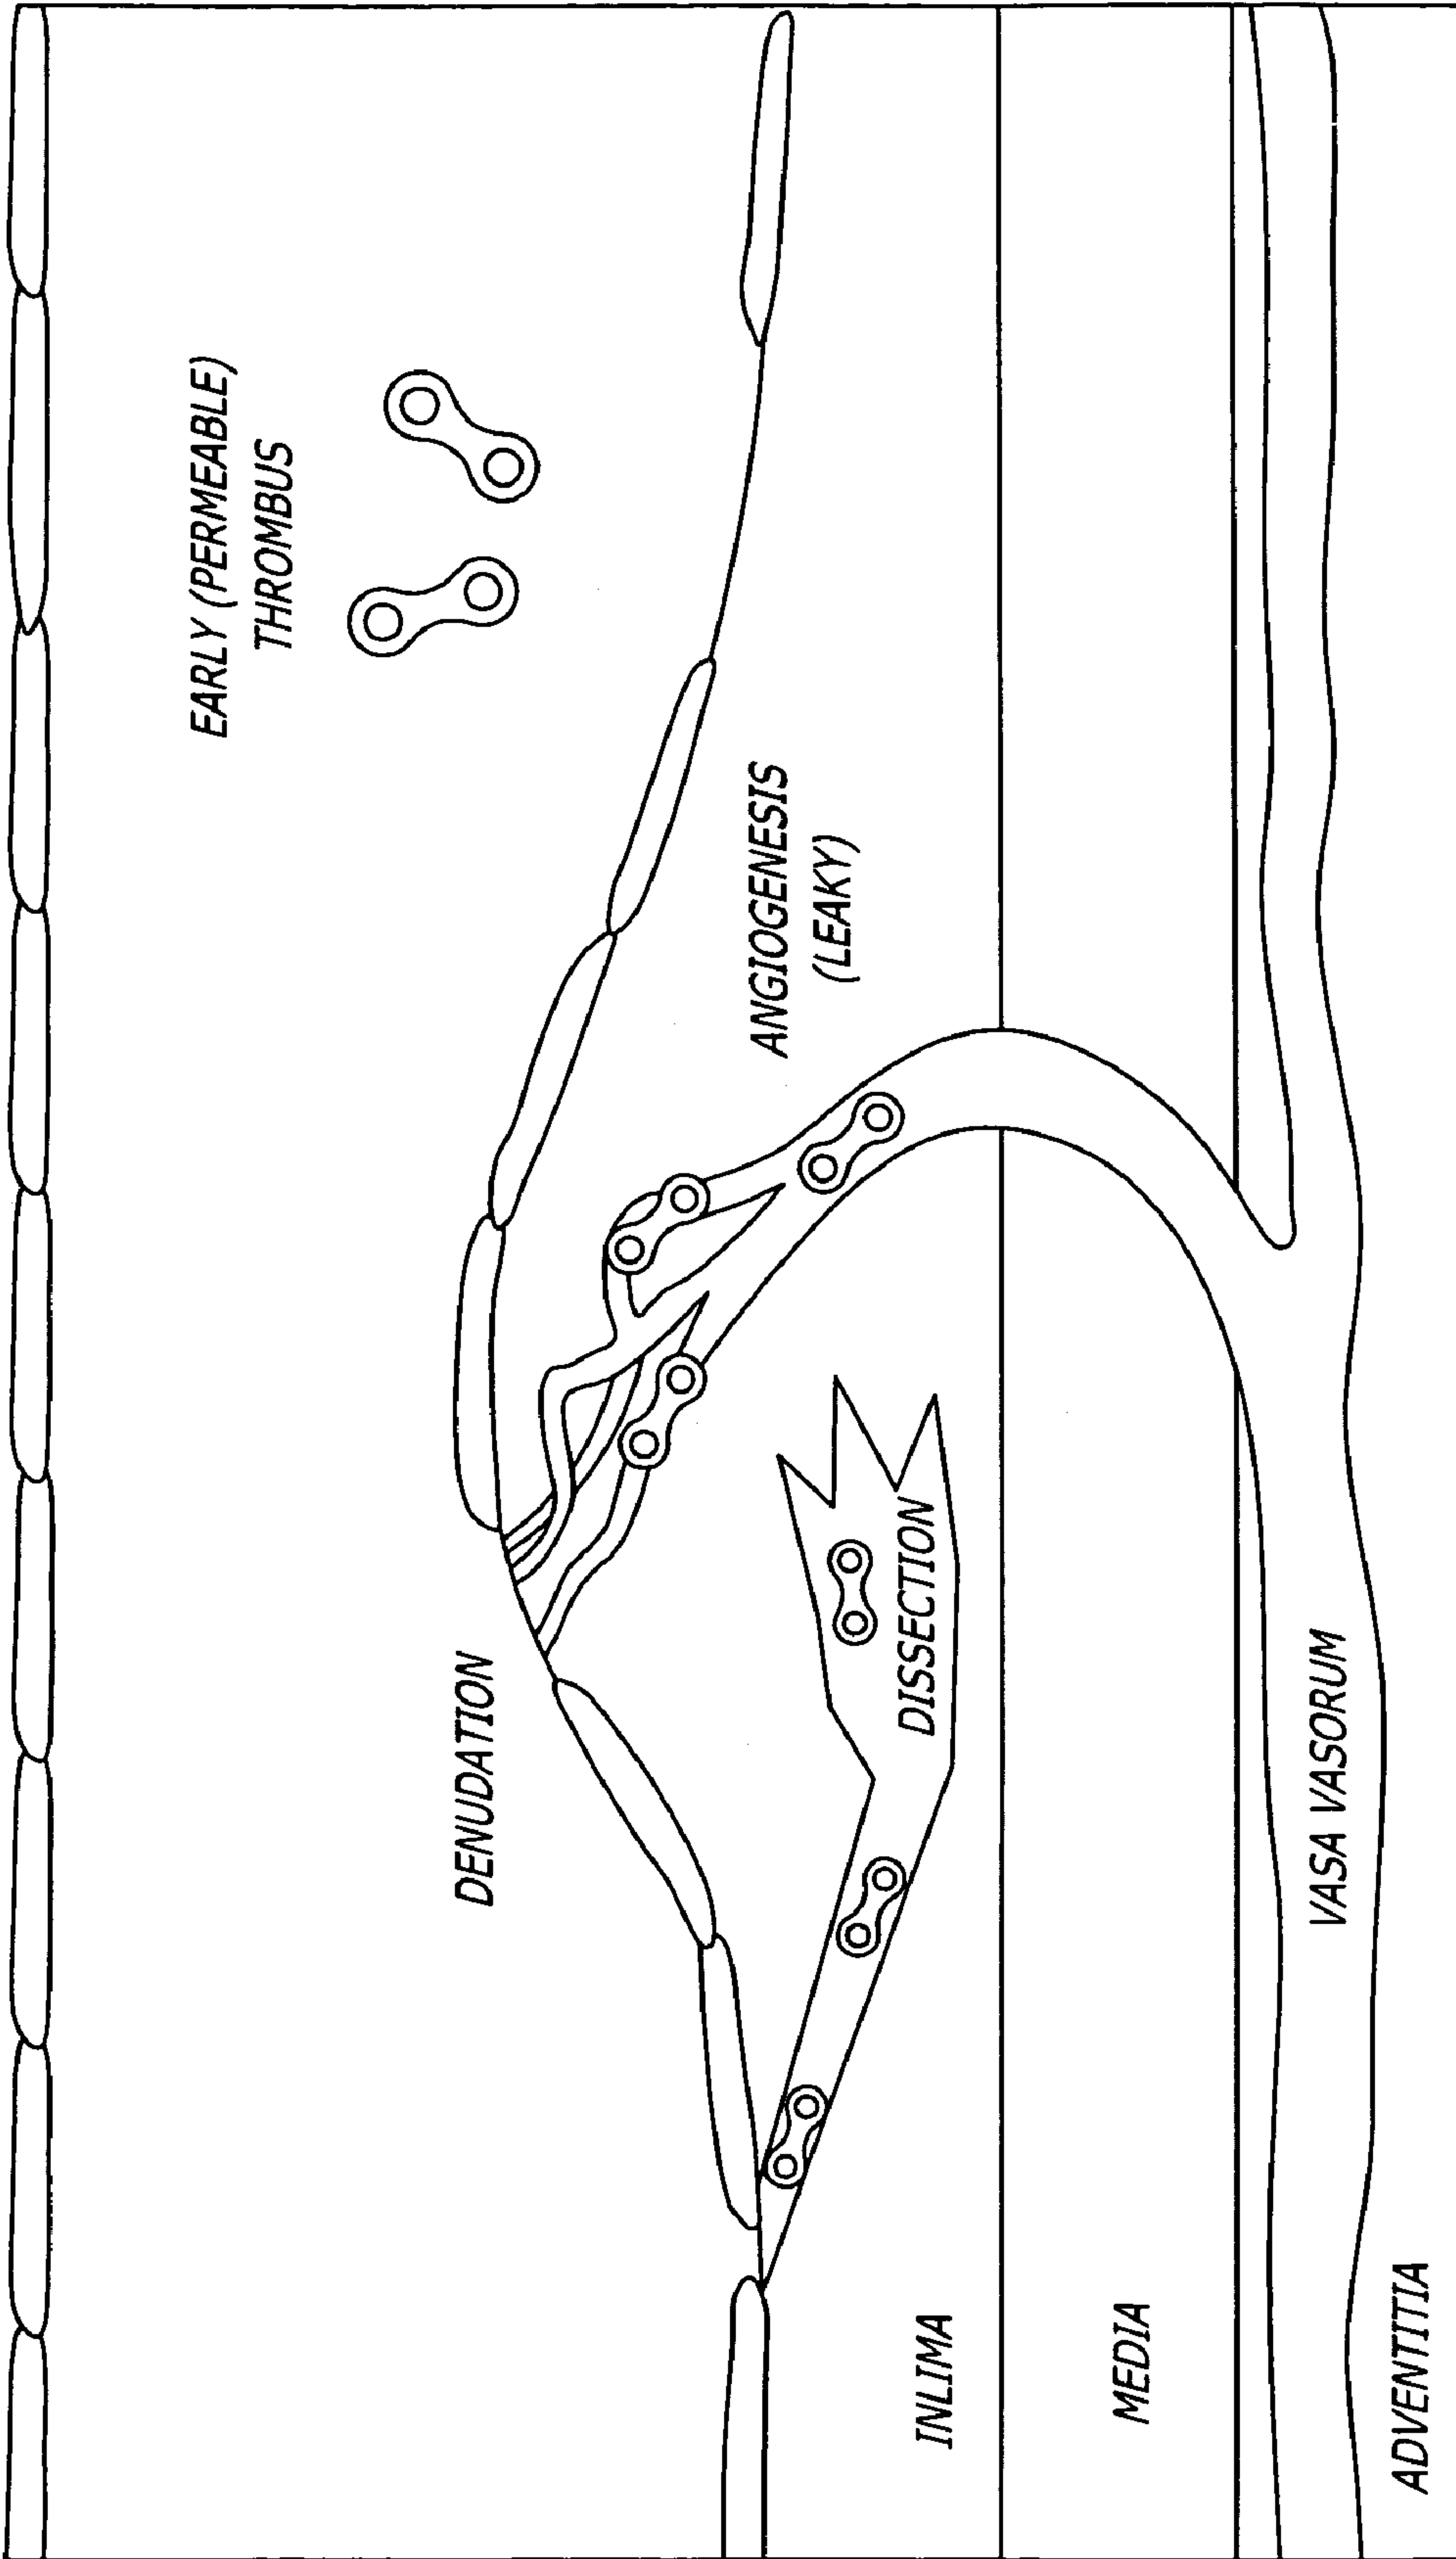 EARLY (PERMEABLE)
THROMBUS
DENUDATION
ANGIOGENESIS
(LEAKY)
DISSECTION
INLIMA
MEDIA
VASA VASORUM
ADVENTITIA